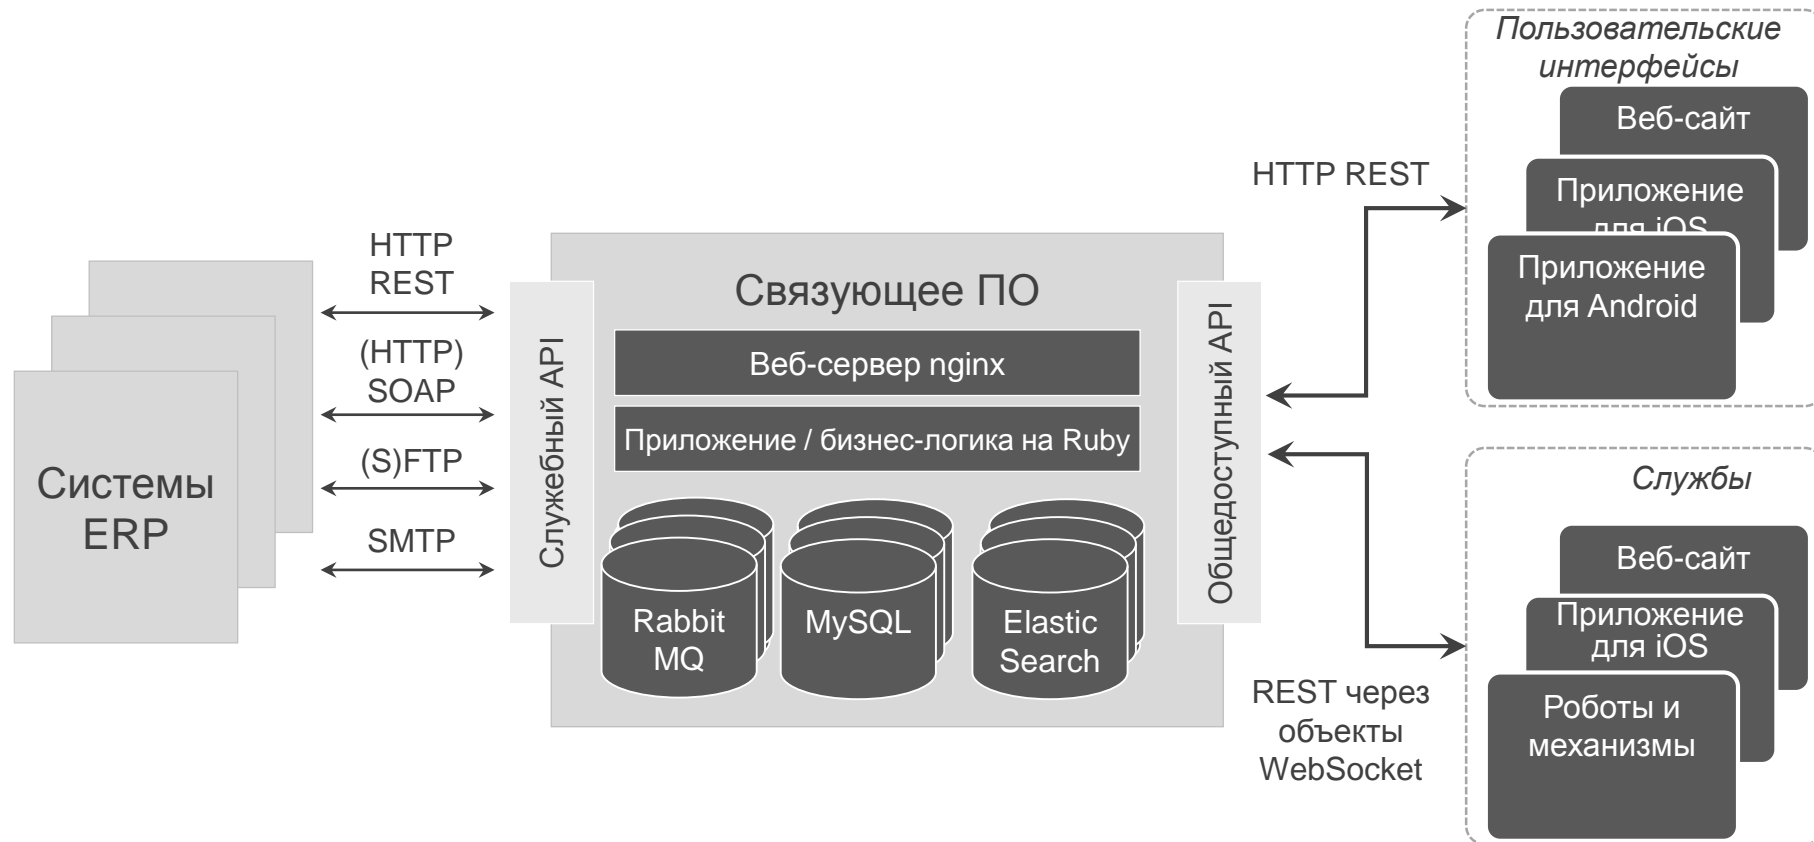 Системы
ERP
HTTP
REST
(HTTP)
SOAP
(S)FTP
SMTP
Служебный API
Связующее ПО
Веб-сервер nginx
Приложение / бизнес-логика на Ruby
Rabbit
MQ
MySQL
Elastic
Search
Общедоступный API
HTTP REST
REST через
объекты
WebSocket
Пользовательские
интерфейсы
Веб-сайт
Приложение
для iOS
Приложение
для Android
Службы
Веб-сайт
Приложение
для iOS
Роботы и
механизмы